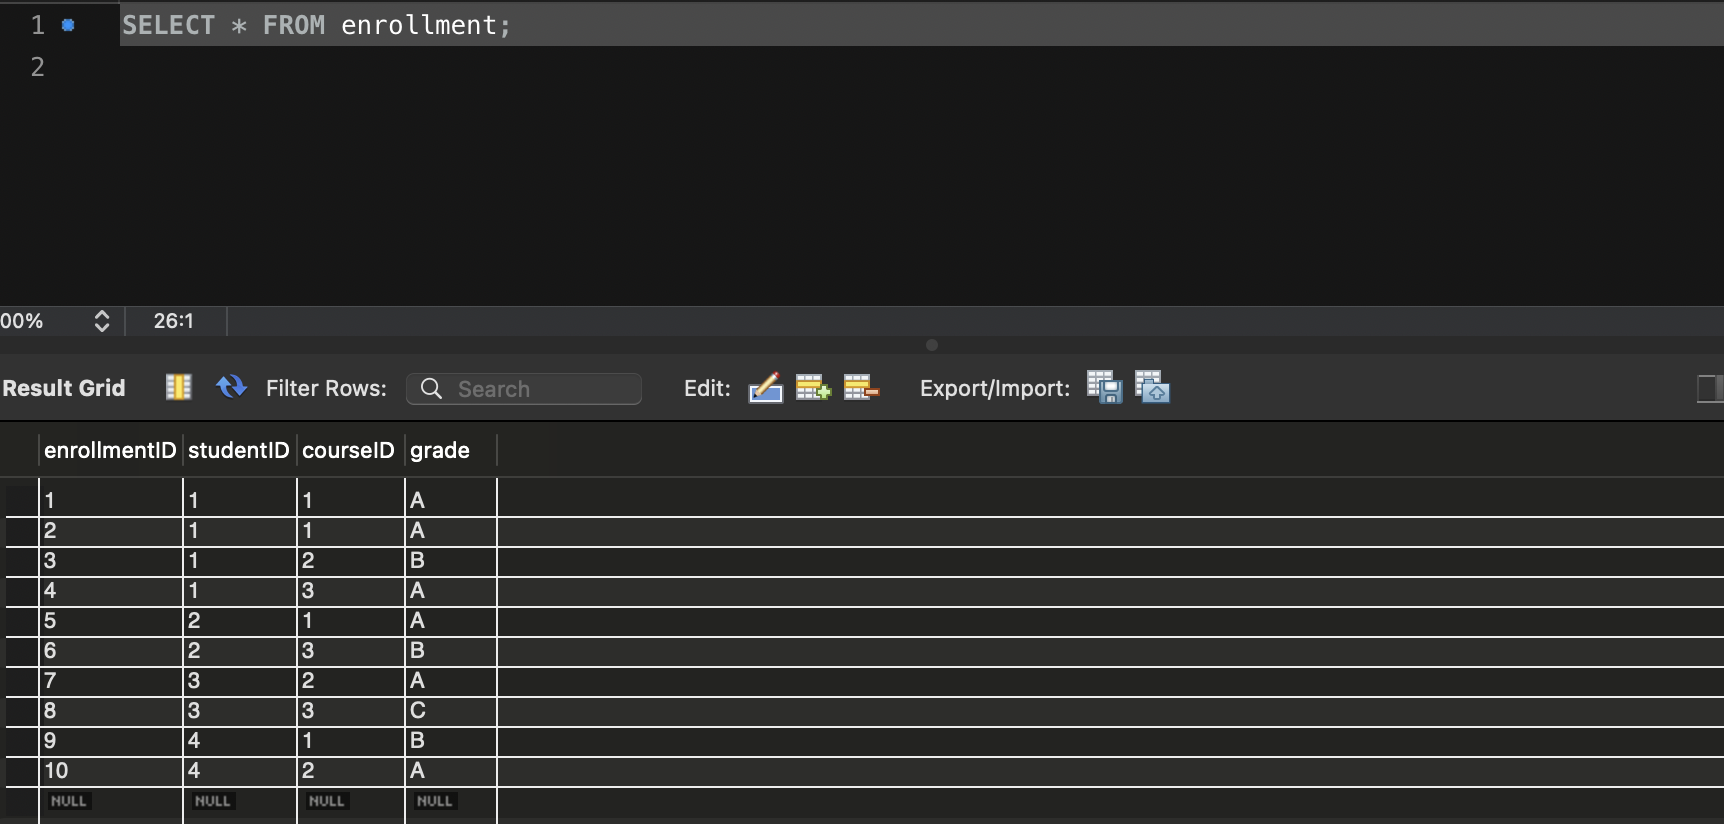 1 SELECT * FROM enrollment;
2
00% 26:1
Result Grid Filter Rows: Search Edit: Export/Import:
enrollmentID studentID courseID grade
1 1 1 A
2 1 1 A
3 1 2 B
4 1 3 A
5 2 1 A
6 2 3 B
7 3 2 A
8 3 3 C
9 4 1 B
10 4 2 A
NULL NULL NULL NULL